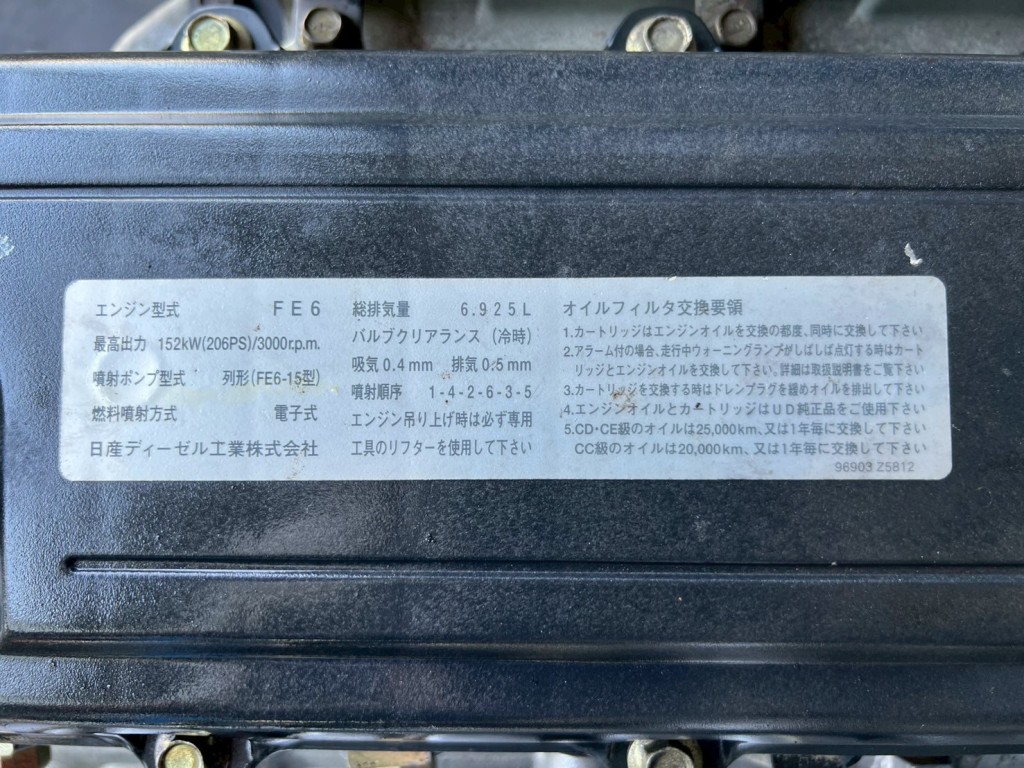 エンジン型式 FE6
最高出力 152kW(206PS)/3000r.p.m.
噴射ポンプ型式 列形(FE6-15型)
燃料噴射方式 電子式
日産ディーゼル工業株式会社
総排気量 6.925L
バルブクリアランス (冷時)
吸気0.4mm 排気0.5mm
噴射順序 1-4-2-6-3-5
エンジン吊り上げ時は必ず専用
工具のリフターを使用して下さい
オイルフィルタ交換要領
1.カートリッジはエンジンオイルを交換の都度、同時に交換して下さい
2.アラーム付の場合、走行中ウォーニングランプがしばしば点灯する時はカート
リッジとエンジンオイルを交換して下さい。詳細は取扱説明書をご覧下さい
3.カートリッジを交換する時はドレンプラグを緩めオイルを排出して下さい
4.エンジンオイルとカートリッジはUD純正品をご使用下さい
5.CD・CE級のオイルは25,000km、又は1年毎に交換して下さい
CC級のオイルは20,000km、又は1年毎に交換して下さい
96903 Z5812